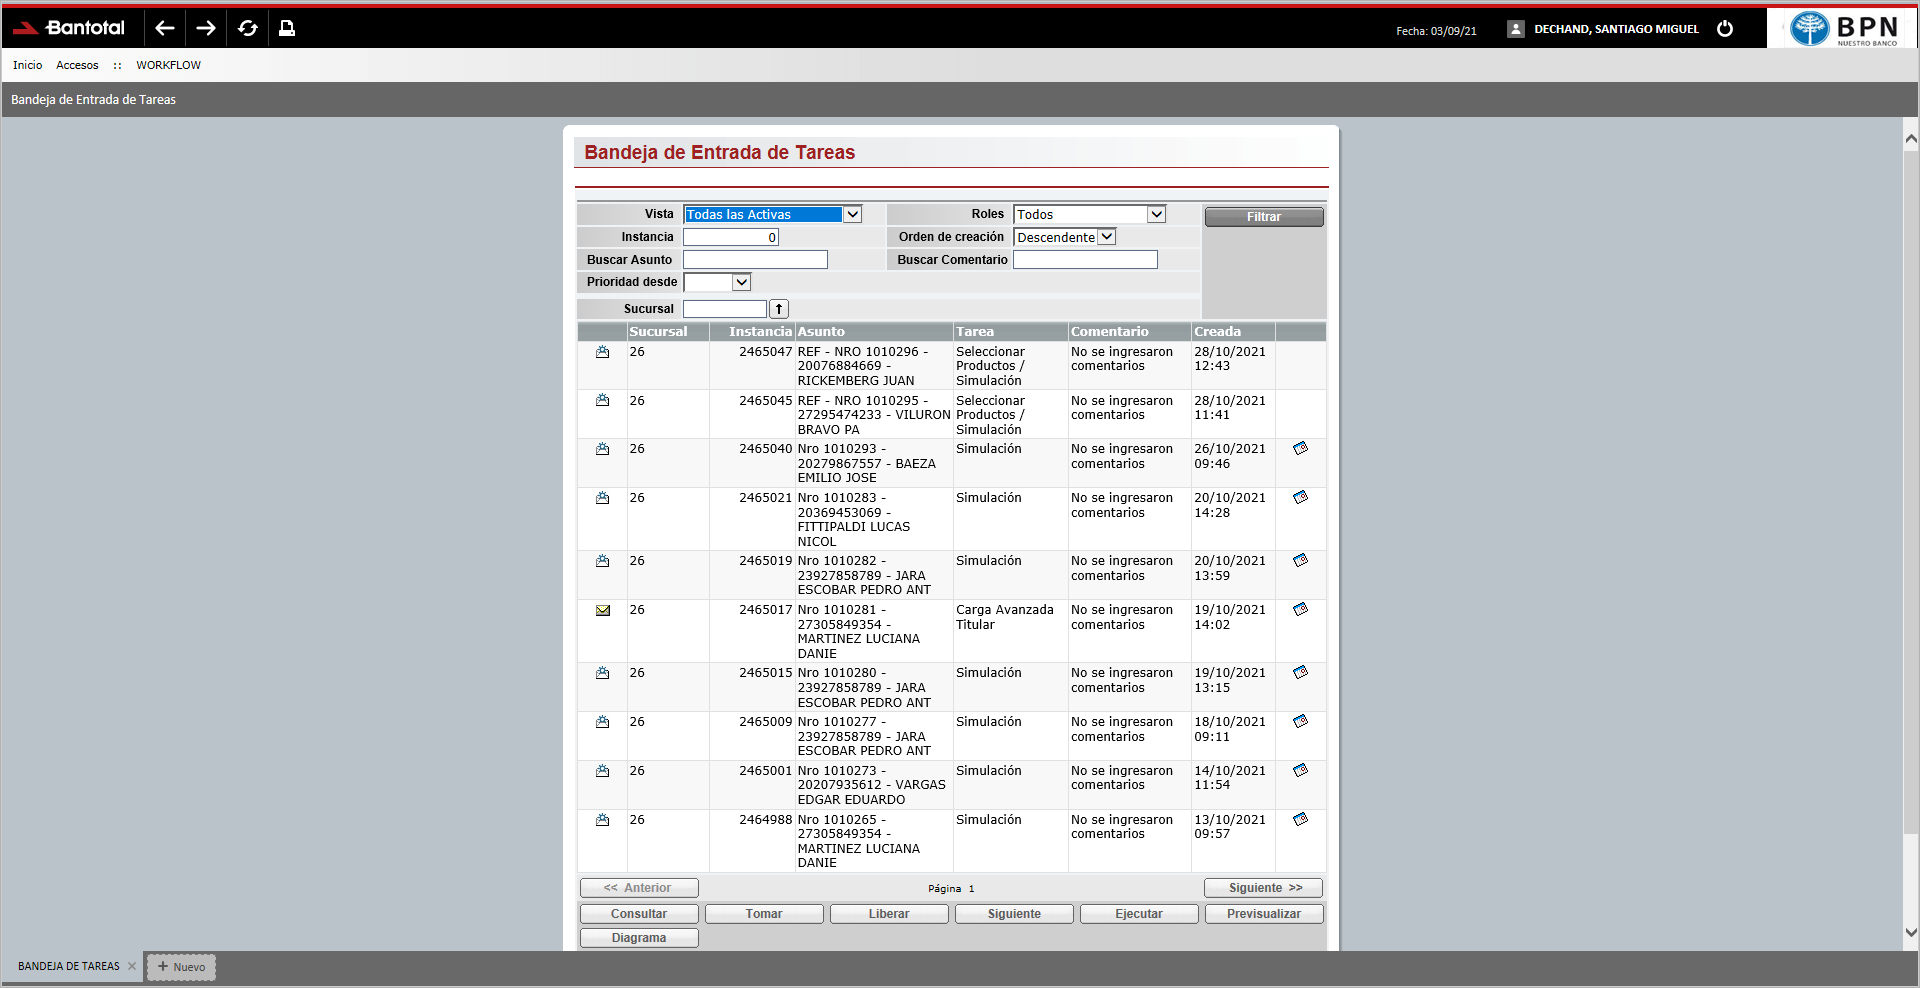 Bantotal
Fecha: 03/09/21
DECHAND, SANTIAGO MIGUEL
BPN
NUESTRO BANCO
Inicio Accesos :: WORKFLOW
Bandeja de Entrada de Tareas
Bandeja de Entrada de Tareas
Vista Todas las Activas Roles Todos Filtrar
Instancia 0 Orden de creación Descendente
Buscar Asunto Buscar Comentario
Prioridad desde
Sucursal
Sucursal Instancia Asunto Tarea Comentario Creada
26 2465047 REF - NRO 1010296 - Seleccionar No se ingresaron 28/10/2021
20076884669 - Productos / comentarios 12:43
RICKEMBERG JUAN Simulación
26 2465045 REF - NRO 1010295 - Seleccionar No se ingresaron 28/10/2021
27295474233 - VILURON Productos / comentarios 11:41
BRAVO PA Simulación
26 2465040 Nro 1010293 - Simulación No se ingresaron 26/10/2021
20279867557 - BAEZA comentarios 09:46
EMILIO JOSE
26 2465021 Nro 1010283 - Simulación No se ingresaron 20/10/2021
20369453069 - comentarios 14:28
FITTIPALDI LUCAS
NICOL
26 2465019 Nro 1010282 - Simulación No se ingresaron 20/10/2021
23927858789 - JARA comentarios 13:59
ESCOBAR PEDRO ANT
26 2465017 Nro 1010281 - Carga Avanzada No se ingresaron 19/10/2021
27305849354 - Titular comentarios 14:02
MARTINEZ LUCIANA
DANIE
26 2465015 Nro 1010280 - Simulación No se ingresaron 19/10/2021
23927858789 - JARA comentarios 13:15
ESCOBAR PEDRO ANT
26 2465009 Nro 1010277 - Simulación No se ingresaron 18/10/2021
23927858789 - JARA comentarios 09:11
ESCOBAR PEDRO ANT
26 2465001 Nro 1010273 - Simulación No se ingresaron 14/10/2021
20207935612 - VARGAS comentarios 11:54
EDGAR EDUARDO
26 2464988 Nro 1010265 - Simulación No se ingresaron 13/10/2021
27305849354 - comentarios 09:57
MARTINEZ LUCIANA
DANIE
<< Anterior Página 1 Siguiente >>
Consultar Tomar Liberar Siguiente Ejecutar Previsualizar
Diagrama
BANDEJA DE TAREAS × + Nuevo